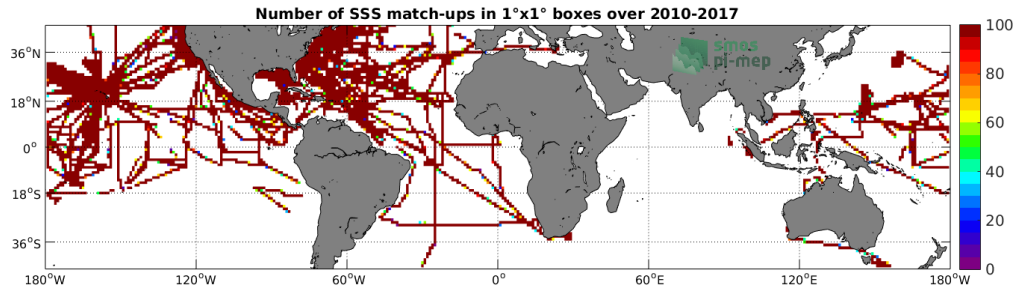 Number of SSS match-ups in 1°x1° boxes over 2010-2017
smos
pi-mep
36°N
18°N
0°
18°S
36°S
180°W
120°W
60°W
0°
60°E
120°E
180°W
100
80
60
40
20
0